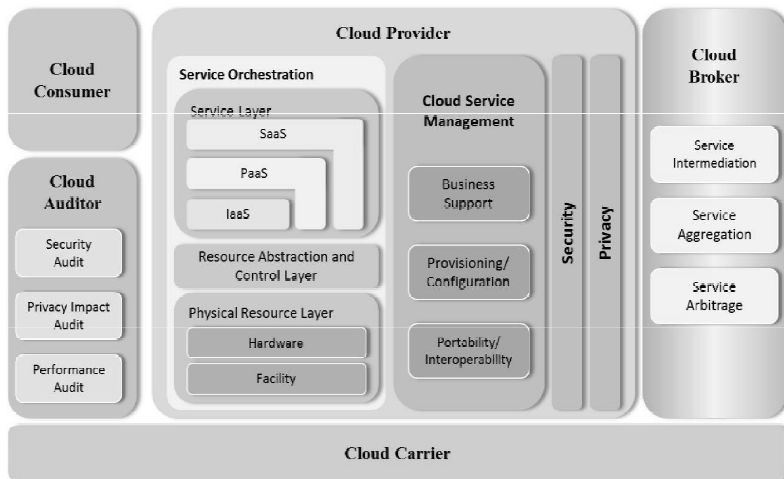 Cloud
Consumer
Cloud
Auditor
Security
Audit
Privacy Impact
Audit
Performance
Audit
Cloud Provider
Service Orchestration
Service Layer
SaaS
PaaS
IaaS
Resource Abstraction and
Control Layer
Physical Resource Layer
Hardware
Facility
Cloud Service
Management
Business
Support
Provisioning/
Configuration
Portability/
Interoperability
Security
Privacy
Cloud
Broker
Service
Intermediation
Service
Aggregation
Service
Arbitrage
Cloud Carrier